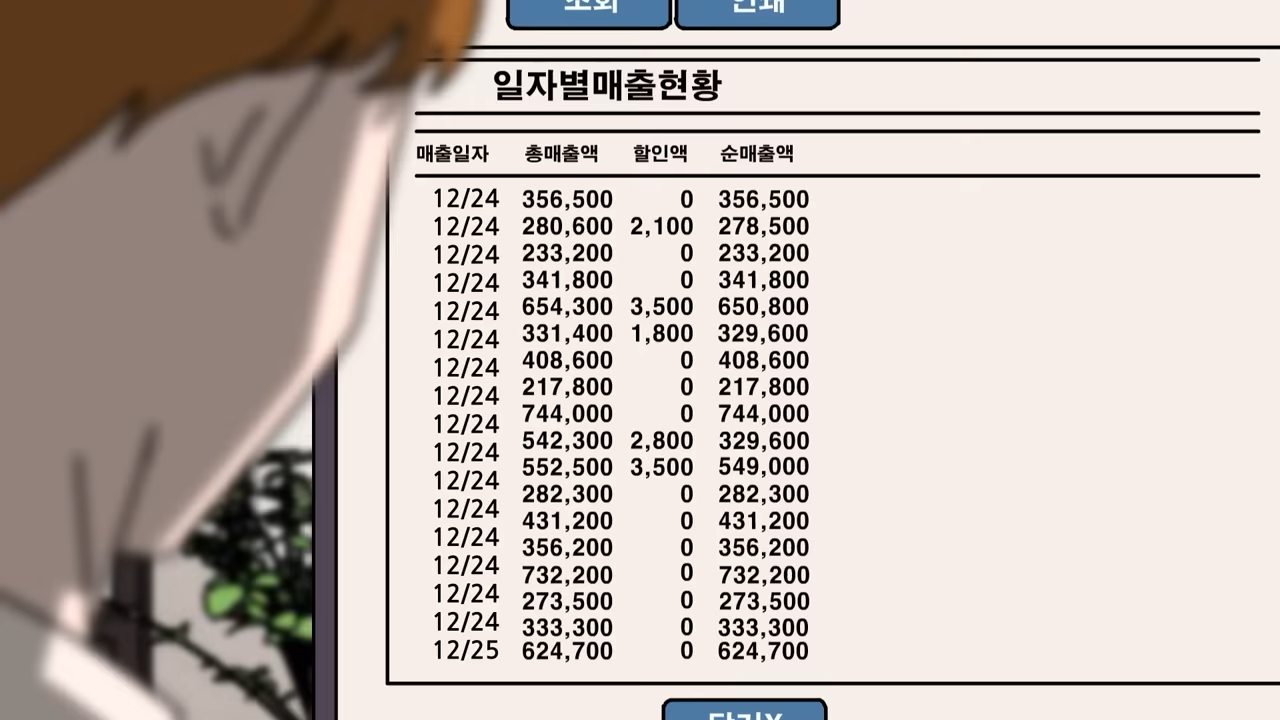 조회 인쇄
일자별매출현황
매출일자 총매출액 할인액 순매출액
12/24 356,500 0 356,500
12/24 280,600 2,100 278,500
12/24 233,200 0 233,200
12/24 341,800 0 341,800
12/24 654,300 3,500 650,800
12/24 331,400 1,800 329,600
12/24 408,600 0 408,600
12/24 217,800 0 217,800
12/24 744,000 0 744,000
12/24 542,300 2,800 329,600
12/24 552,500 3,500 549,000
282,300 0 282,300
12/24 431,200 0 431,200
12/24 356,200 0 356,200
12/24 732,200 0 732,200
12/24 273,500 0 273,500
12/24 333,300 0 333,300
12/25 624,700 0 624,700
닫기X